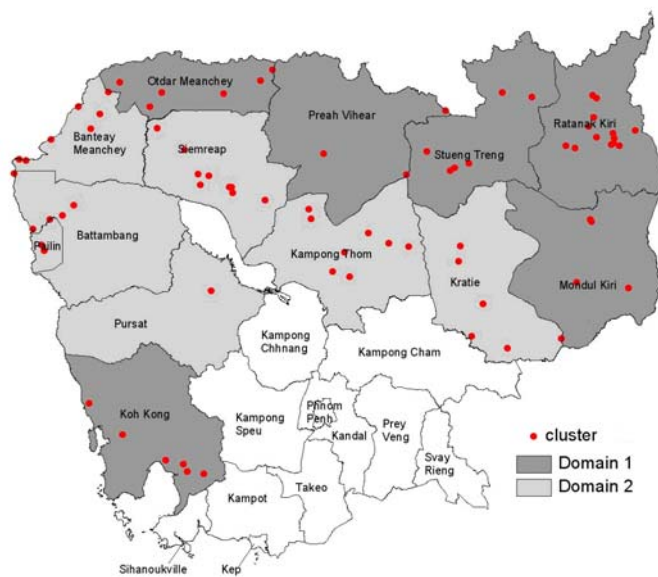 Otdar Meanchey
Preah Vihear
Ratanak Kiri
Banteay
Meanchey
Siemreap
Stueng Treng
Battambang
Pailin
Kampong Thom
Kratie
Mondul Kiri
Pursat
Kampong
Chhnang
Kampong Cham
Koh Kong
Kampong
Speu
Phnom
Penh
Kandal
Prey
Veng
Svay
Rieng
Takeo
Kampot
Sihanoukville
Kep
cluster
Domain 1
Domain 2